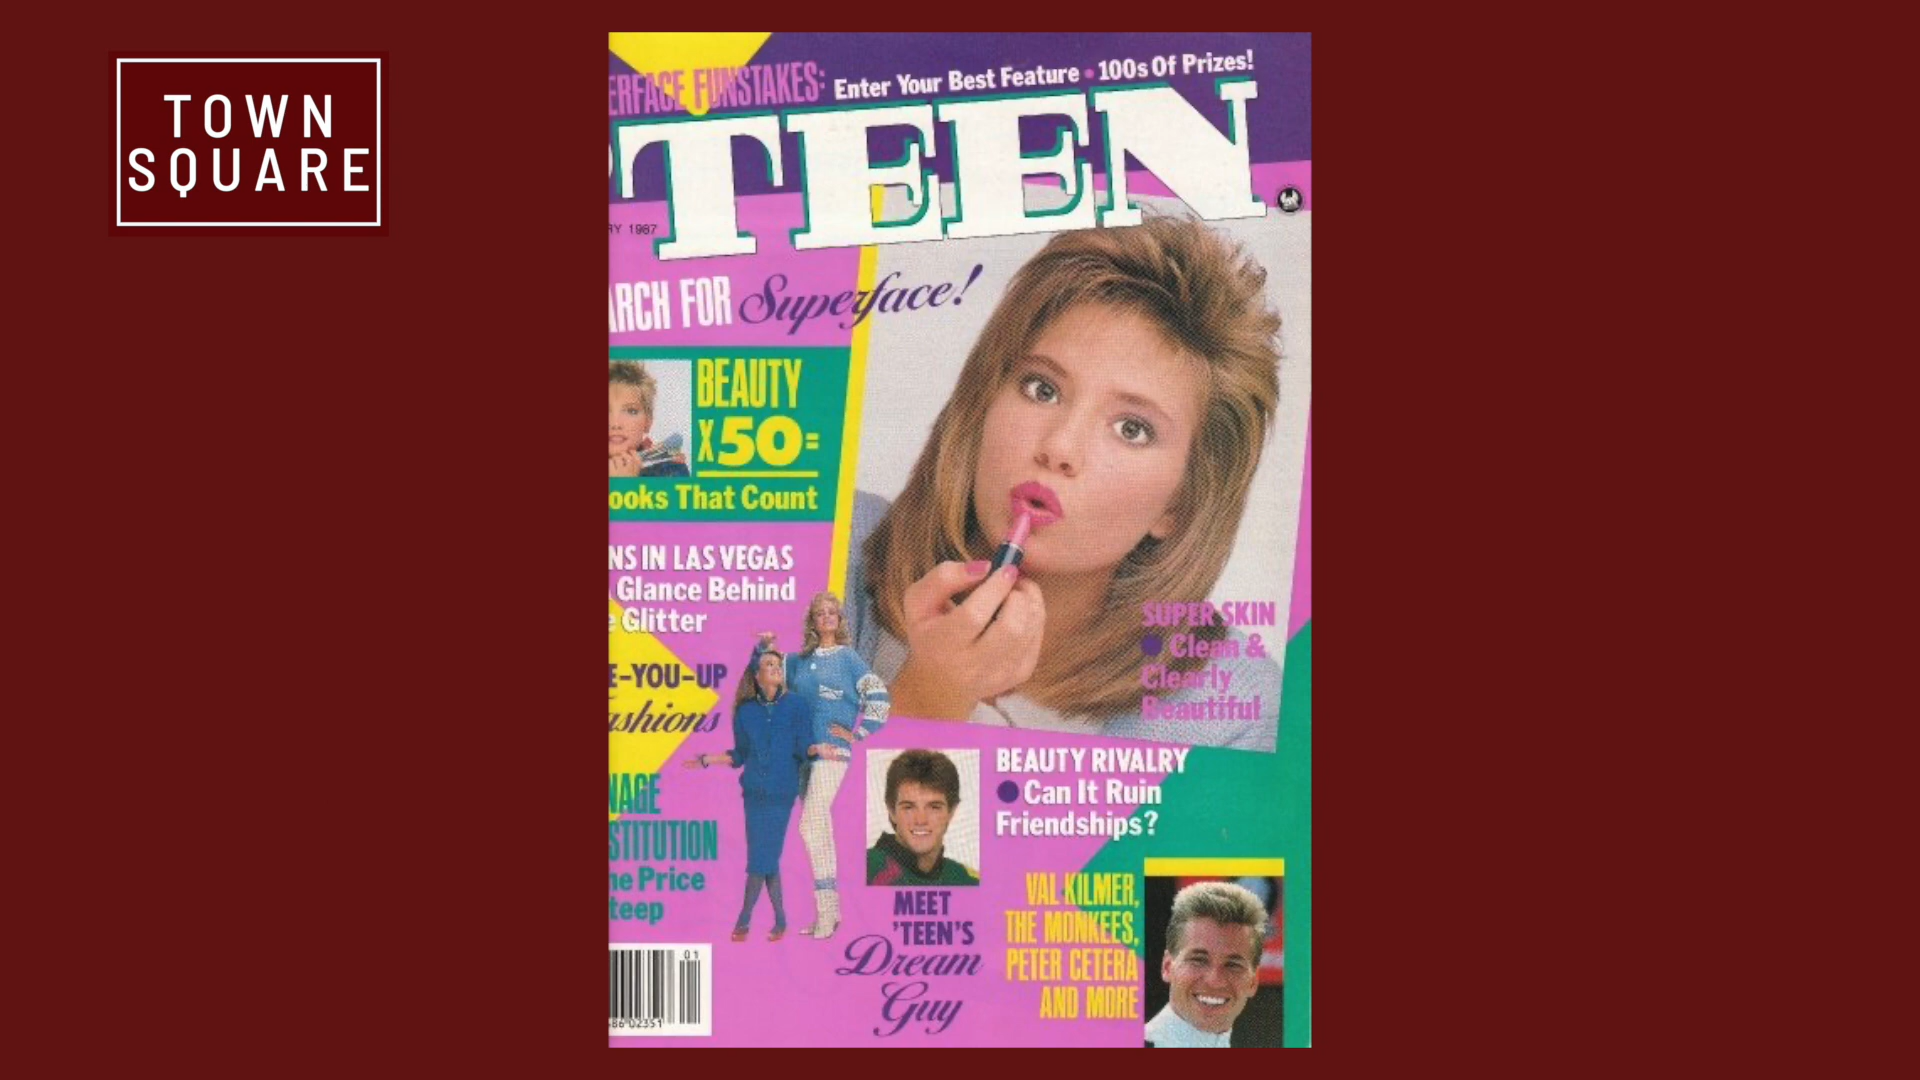 TOWN
SQUARE
ERFACE FUNSTAKES: Enter Your Best Feature • 100s Of Prizes!
'TEEN
RY 1987
ARCH FOR Superface!
BEAUTY
X50=
ooks That Count
NS IN LAS VEGAS
Glance Behind
e Glitter
E-YOU-UP
ashions
NAGE
STITUTION
he Price
teep
SUPER SKIN
● Clean &
Clearly
Beautiful
BEAUTY RIVALRY
● Can It Ruin
Friendships?
MEET
'TEEN'S
Dream
Guy
VAL KILMER,
THE MONKEES,
PETER CETERA
AND MORE
01
86 02351